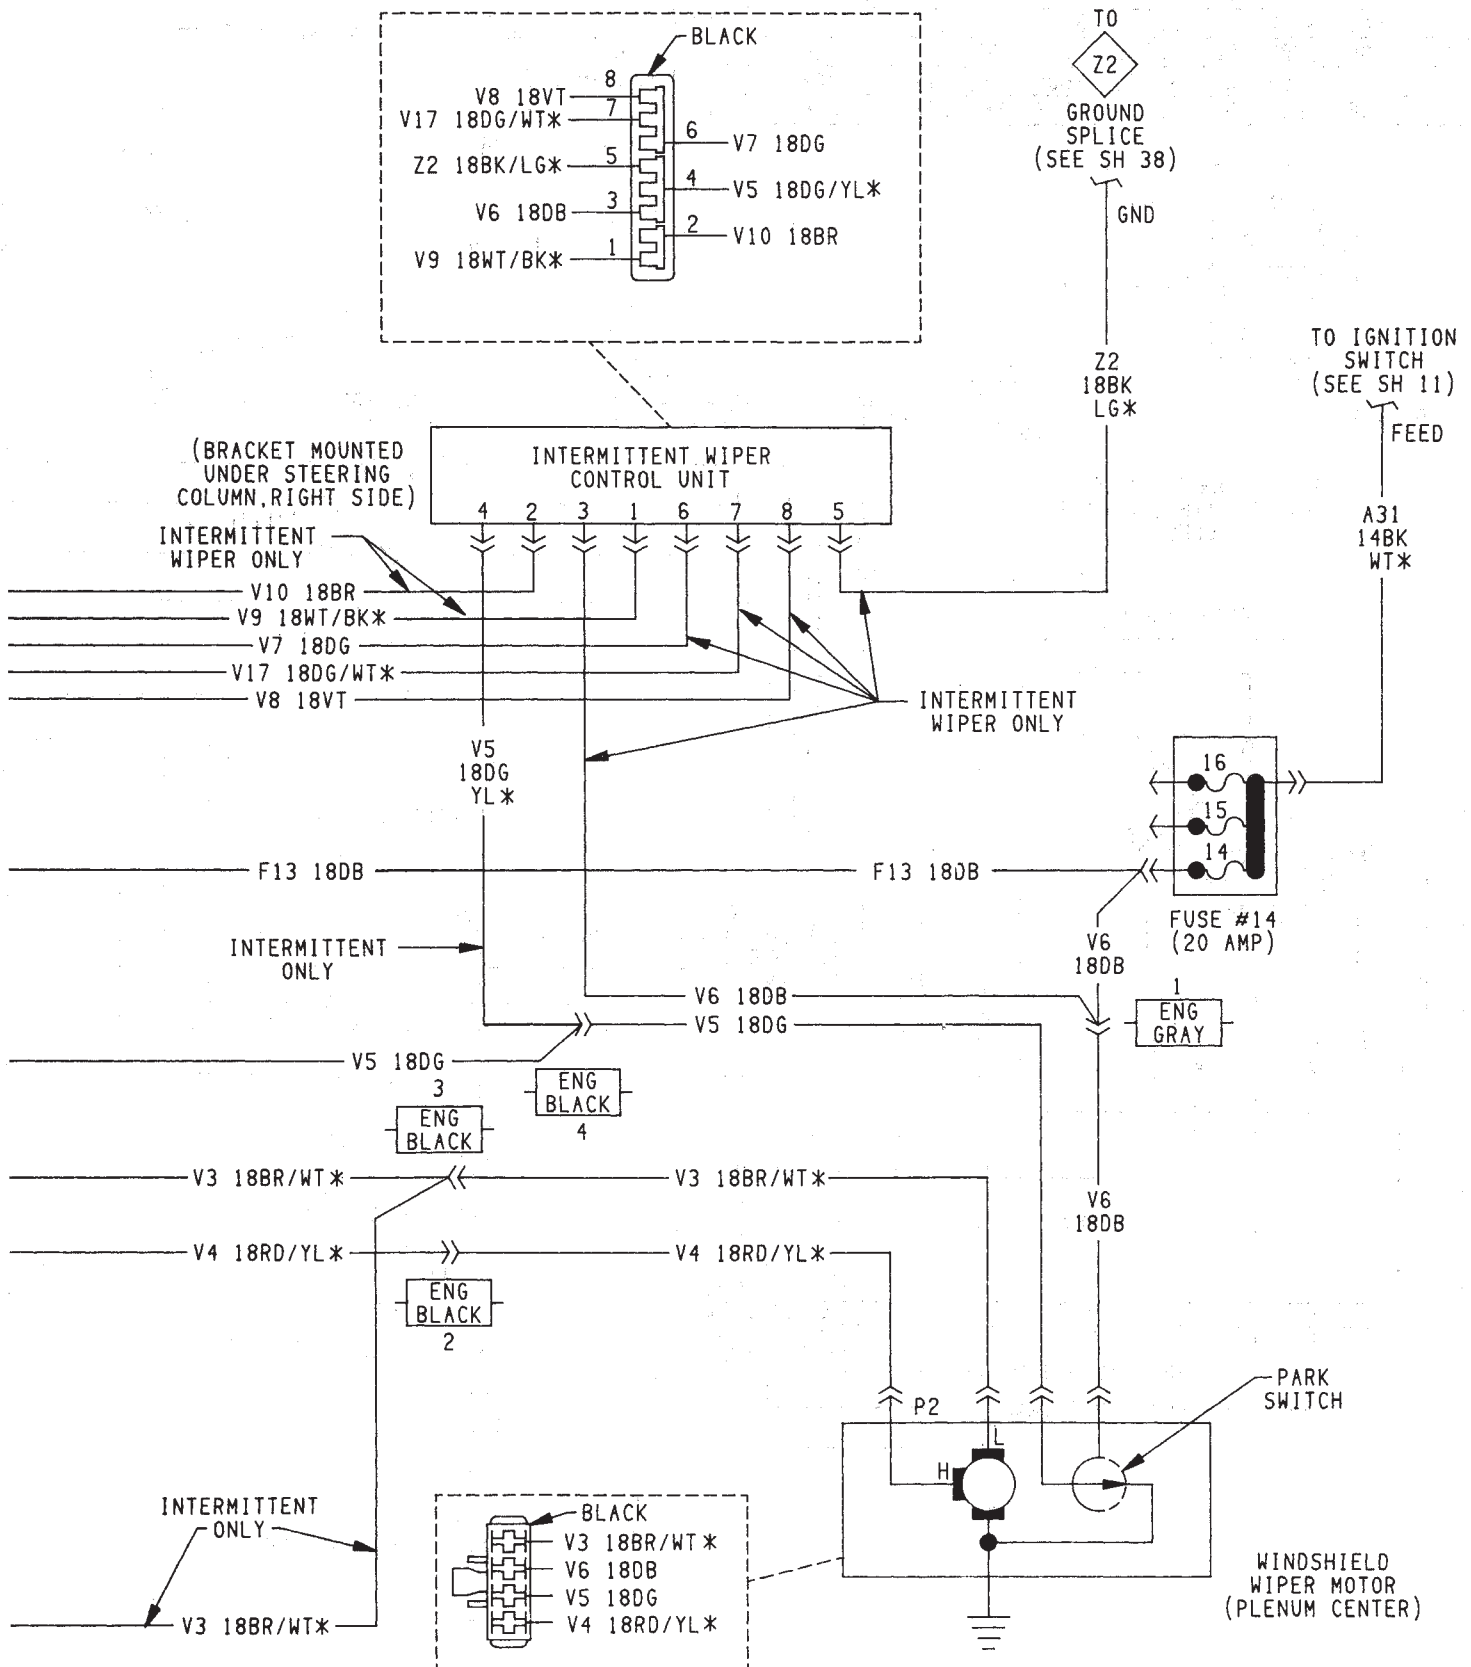 BLACK
8
V8 18VT
7
V17 18DG/WT*
6
V7 18DG
5
Z2 18BK/LG*
4
V5 18DG/YL*
3
V6 18DB
2
V10 18BR
1
V9 18WT/BK*
TO
Z2
GROUND
SPLICE
(SEE SH 38)
GND
Z2
18BK
LG*
TO IGNITION
SWITCH
(SEE SH 11)
FEED
A31
14BK
WT*
(BRACKET MOUNTED
UNDER STEERING
COLUMN,RIGHT SIDE)
INTERMITTENT WIPER
CONTROL UNIT
4 2 3 1 6 7 8 5
INTERMITTENT
WIPER ONLY
V10 18BR
V9 18WT/BK*
V7 18DG
V17 18DG/WT*
V8 18VT
INTERMITTENT
WIPER ONLY
V5
18DG
YL*
16
15
14
FUSE #14
(20 AMP)
F13 18DB
F13 18DB
INTERMITTENT
ONLY
V6
18DB
V6 18DB
V5 18DG
1
ENG
GRAY
V5 18DG
3
ENG
BLACK
ENG
BLACK
4
V3 18BR/WT*
V3 18BR/WT*
V6
18DB
V4 18RD/YL*
V4 18RD/YL*
ENG
BLACK
2
P2
PARK
SWITCH
L
H
INTERMITTENT
ONLY
BLACK
V3 18BR/WT*
V6 18DB
V5 18DG
V4 18RD/YL*
V3 18BR/WT*
WINDSHIELD
WIPER MOTOR
(PLENUM CENTER)